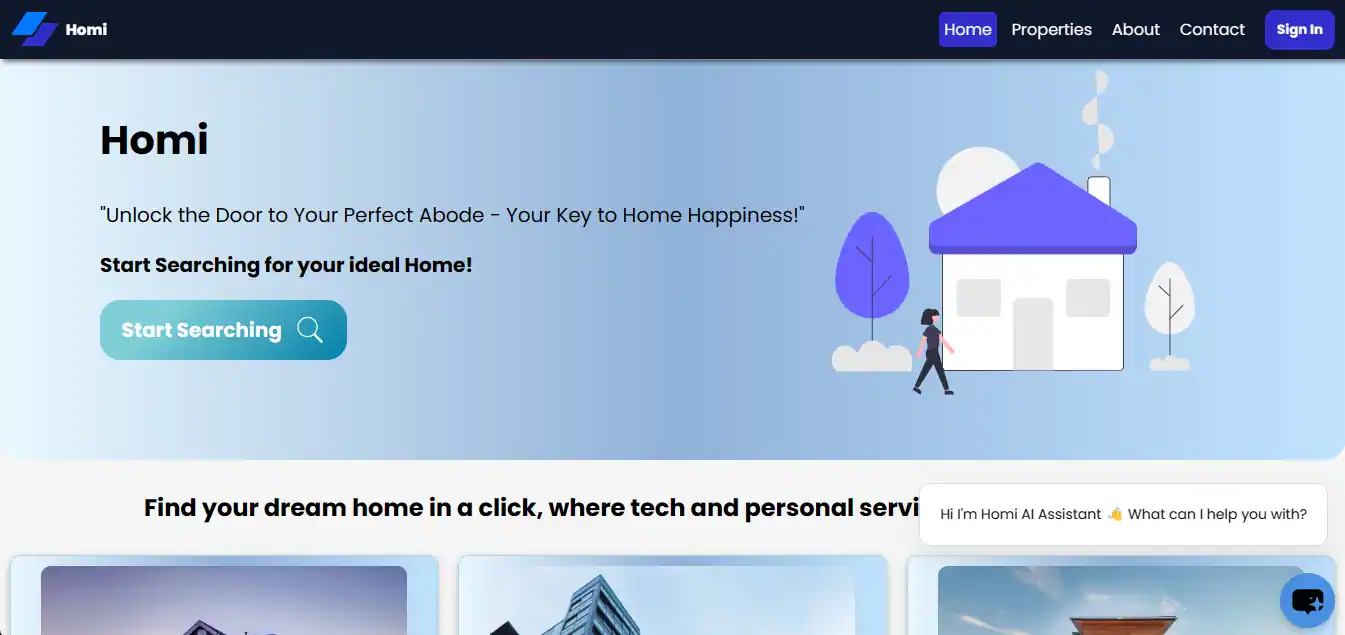 Homi
Home
Properties
About
Contact
Sign In
Homi
"Unlock the Door to Your Perfect Abode - Your Key to Home Happiness!"
Start Searching for your ideal Home!
Start Searching
Find your dream home in a click, where tech and personal
Hi I'm Homi AI Assistant 👋 What can I help you with?